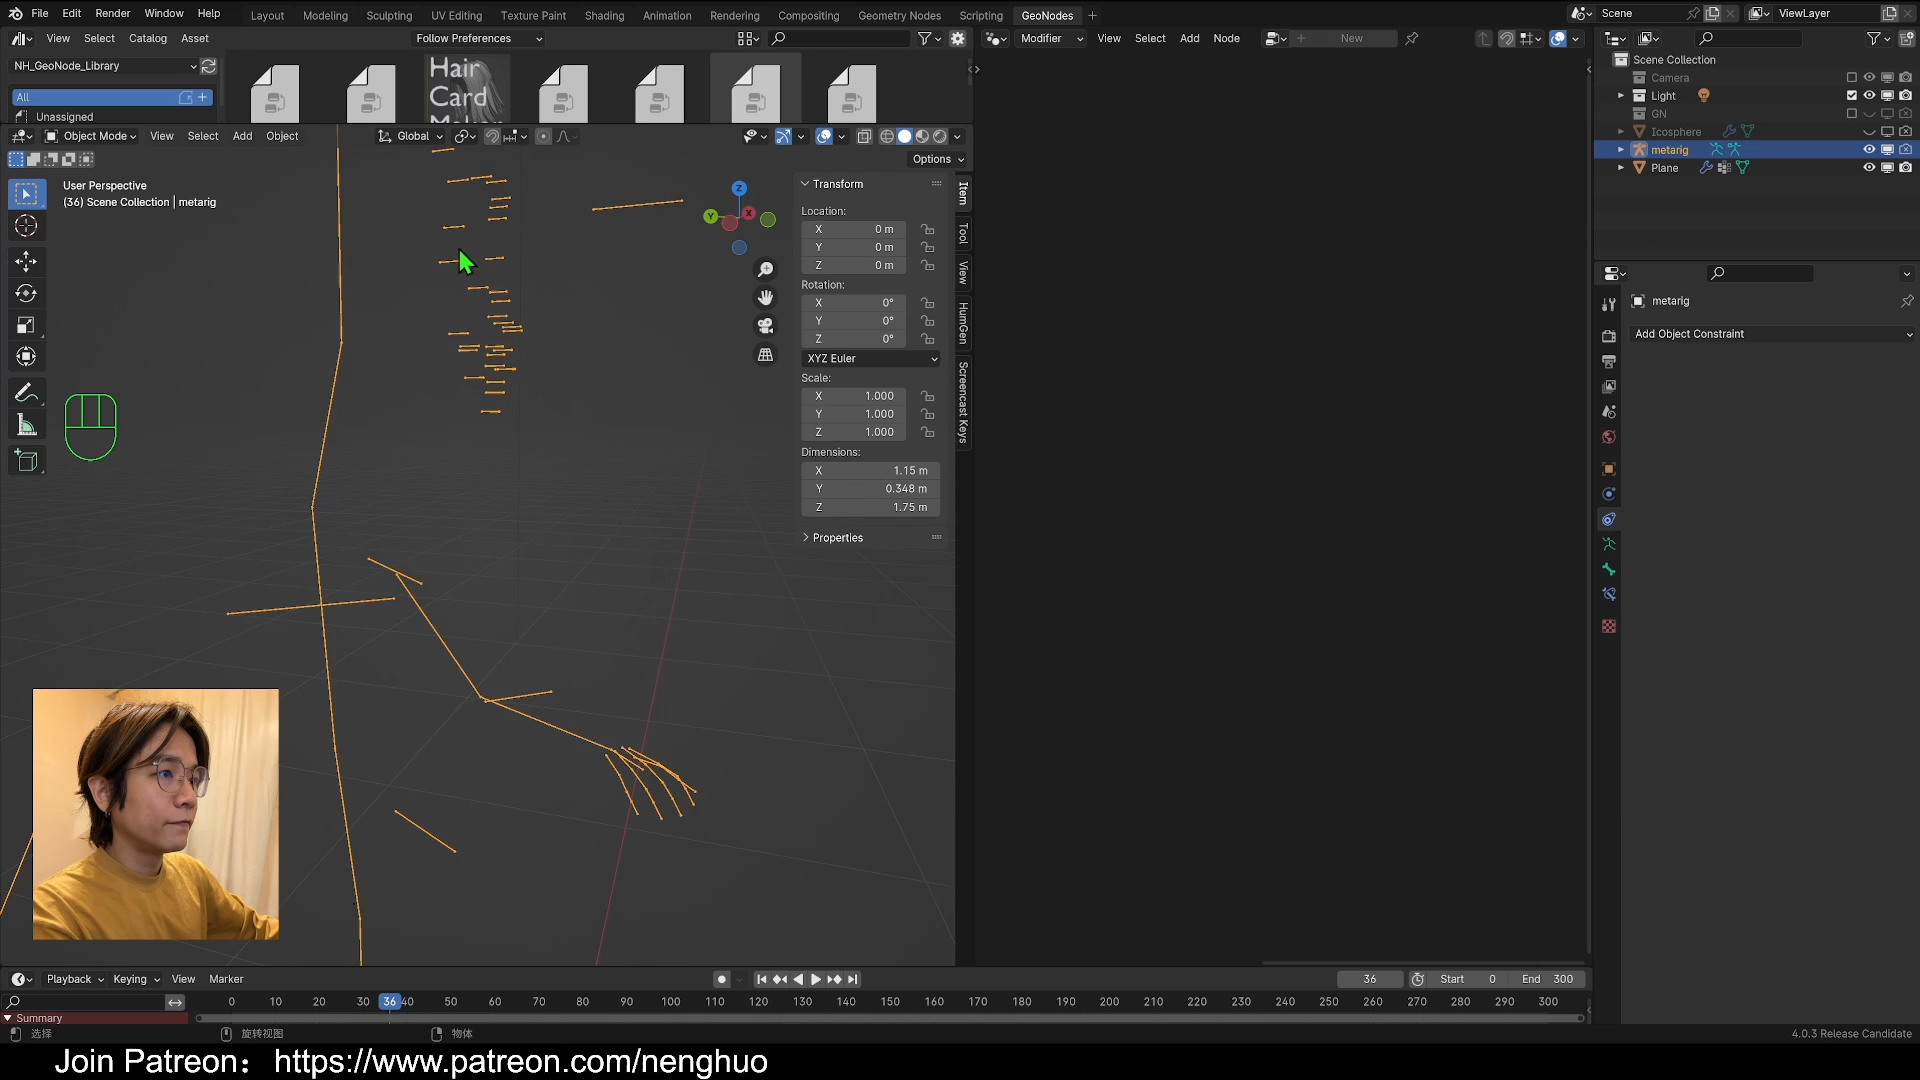 File Edit Render Window Help Layout Modeling Sculpting UV Editing Texture Paint Shading Animation Rendering Compositing Geometry Nodes Scripting GeoNodes + Scene ViewLayer
View Select Catalog Asset Follow Preferences Modifier View Select Add Node New
NH_GeoNode_Library
All
Unassigned
Hair
Card
Object Mode View Select Add Object Global
Options
User Perspective
(36) Scene Collection | metarig
Z
Y
X
Transform
Location:
X 0 m
Y 0 m
Z 0 m
Rotation:
X 0°
Y 0°
Z 0°
XYZ Euler
Scale:
X 1.000
Y 1.000
Z 1.000
Dimensions:
X 1.15 m
Y 0.348 m
Z 1.75 m
Properties
Item
Tool
View
HumGen
Screencast Keys
Scene Collection
Camera
Light
GN
Icosphere
metarig
Plane
metarig
Add Object Constraint
Playback Keying View Marker 36 Start 0 End 300
0 10 20 30 36 40 50 60 70 80 90 100 110 120 130 140 150 160 170 180 190 200 210 220 230 240 250 260 270 280 290 300
Summary
选择 旋转视图 物体 4.0.3 Release Candidate
Join Patreon：https://www.patreon.com/nenghuo